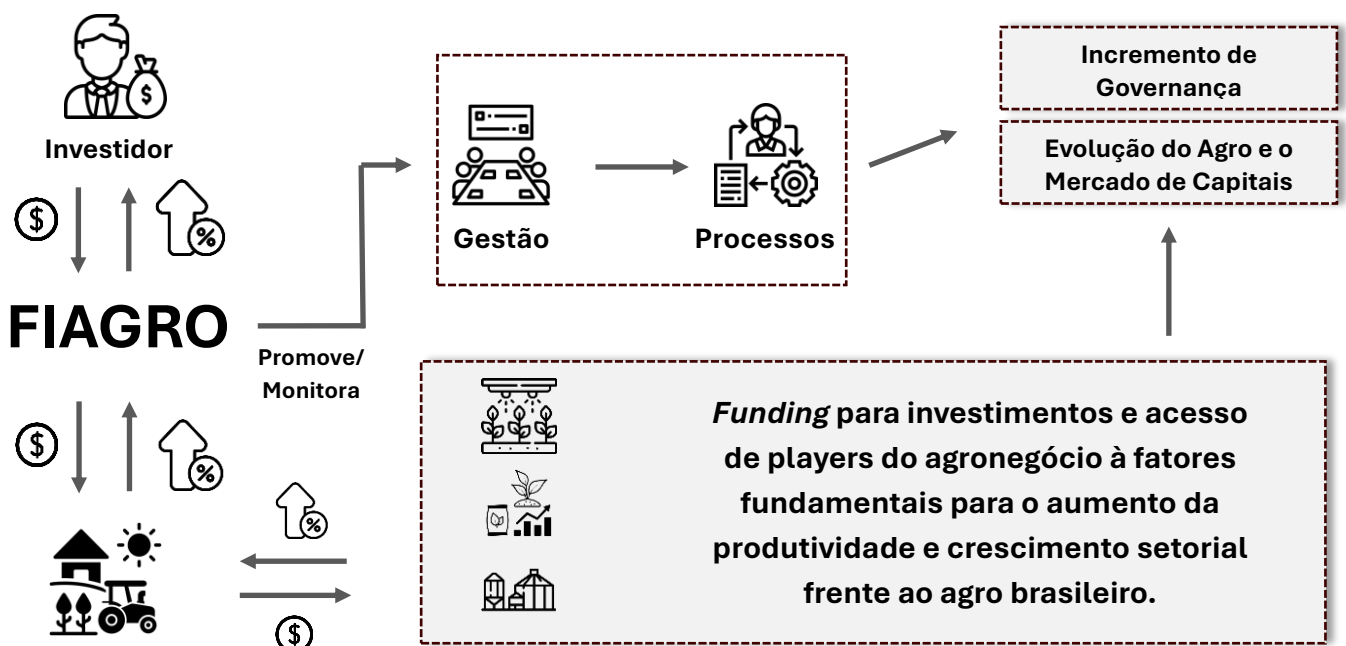 Investidor
$
$
%
FIAGRO
Promove/
Monitora
$
%
%
$
Gestão
Processos
Incremento de
Governança
Evolução do Agro e o
Mercado de Capitais
Funding para investimentos e acesso
de players do agronegócio à fatores
fundamentais para o aumento da
produtividade e crescimento setorial
frente ao agro brasileiro.